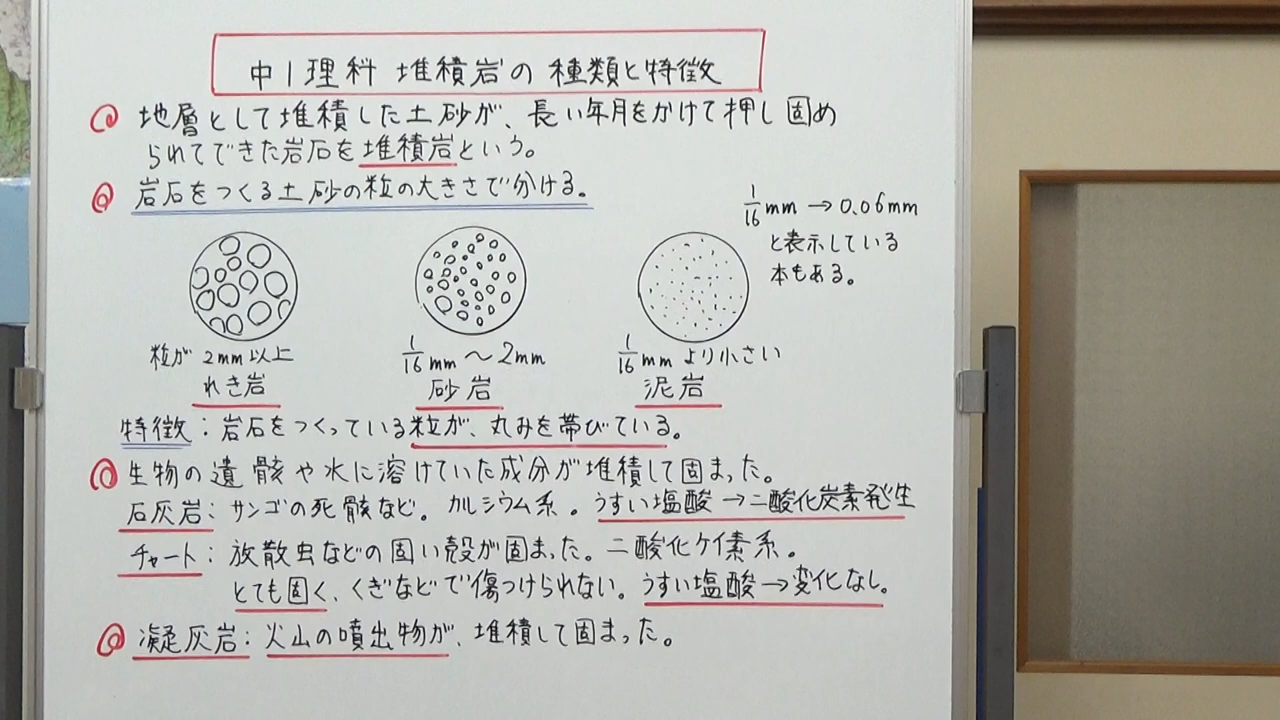 中1理科 堆積岩の種類と特徴
◎ 地層として堆積した土砂が、長い年月をかけて押し固め
られてできた岩石を堆積岩という。
◎ 岩石をつくる土砂の粒の大きさで分ける。
1/16 mm → 0.06mm
と表示している
本もある。
粒が 2mm以上
れき岩
1/16 mm 〜 2mm
砂岩
1/16 mm より小さい
泥岩
特徴：岩石をつくっている粒が、丸みを帯びている。
◎ 生物の遺骸や水に溶けていた成分が堆積して固まった。
石灰岩：サンゴの死骸など。カルシウム系。うすい塩酸→二酸化炭素発生
チャート：放散虫などの固い殻が固まった。二酸化ケイ素系。
とても固く、くぎなどで傷つけられない。うすい塩酸→変化なし。
◎ 凝灰岩：火山の噴出物が、堆積して固まった。